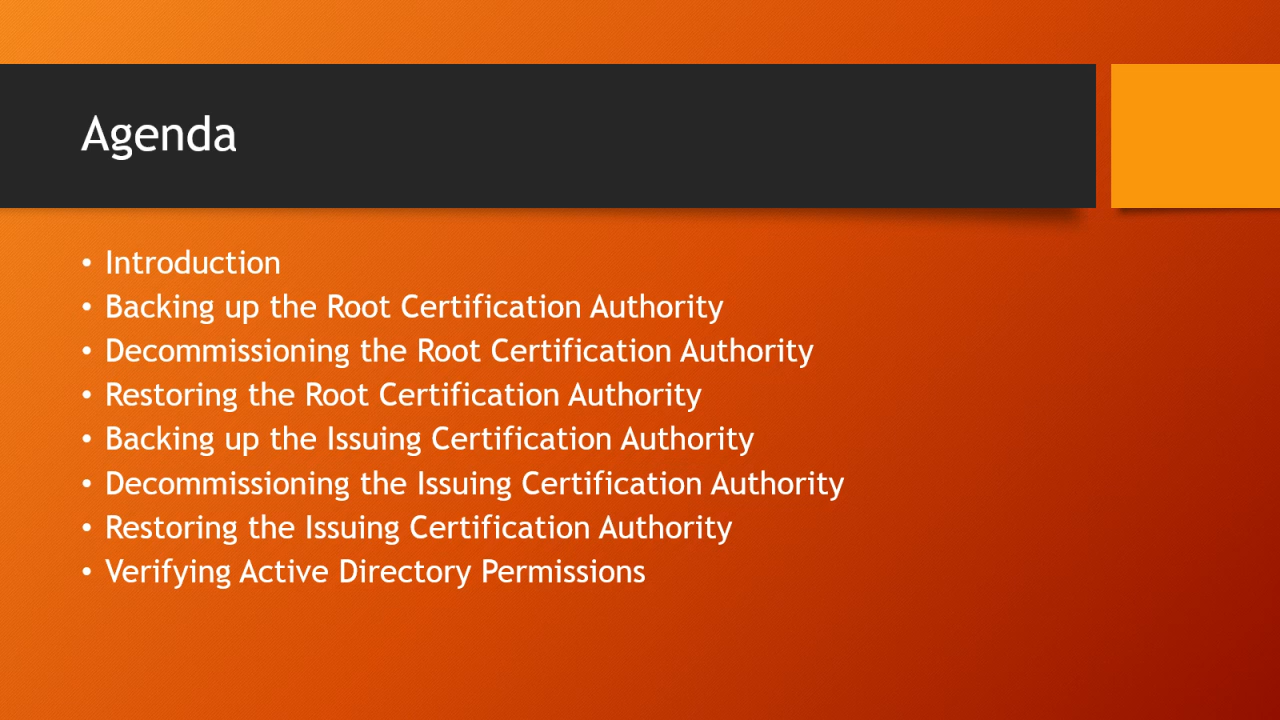 Agenda
• Introduction
• Backing up the Root Certification Authority
• Decommissioning the Root Certification Authority
• Restoring the Root Certification Authority
• Backing up the Issuing Certification Authority
• Decommissioning the Issuing Certification Authority
• Restoring the Issuing Certification Authority
• Verifying Active Directory Permissions